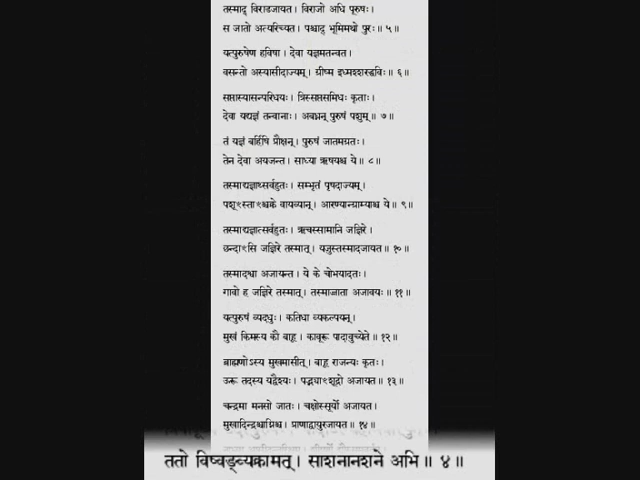 तस्माद् विराडजायत। विराजो अधि पूरुषः।
स जातो अत्यरिच्यत। पश्चाद् भूमिमथो पुरः॥ ५॥
यत्पुरुषेण हविषा। देवा यज्ञमतन्वत।
वसन्तो अस्यासीदाज्यम्। ग्रीष्म इध्मश्शरद्धविः॥ ६॥
सप्तास्यासन्परिधयः। त्रिस्सप्तसमिधः कृताः।
देवा यद्यज्ञं तन्वानाः। अबध्नन् पुरुषं पशुम्॥ ७॥
तं यज्ञं बर्हिषि प्रौक्षन्। पुरुषं जातमग्रतः।
तेन देवा अयजन्त। साध्या ऋषयश्च ये॥ ८॥
तस्माद्यज्ञाथ्सर्वहुतः। सम्भृतं पृषदाज्यम्।
पशू२ꣳस्ताꣳश्चक्रे वायव्यान्। आरण्यान्ग्राम्याश्च ये॥ ९॥
तस्माद्यज्ञात्सर्वहुतः। ऋचस्सामानि जज्ञिरे।
छन्दाꣳसि जज्ञिरे तस्मात्। यजुस्तस्मादजायत॥ १०॥
तस्मादश्वा अजायन्त। ये के चोभयादतः।
गावो ह जज्ञिरे तस्मात्। तस्माज्जाता अजावयः॥ ११॥
यत्पुरुषं व्यदधुः। कतिधा व्यकल्पयन्।
मुखं किमस्य कौ बाहू। कावूरू पादावुच्येते॥ १२॥
ब्राह्मणोऽस्य मुखमासीत्। बाहू राजन्यः कृतः।
ऊरू तदस्य यद्वैश्यः। पद्भ्याꣳ शूद्रो अजायत॥ १३॥
चन्द्रमा मनसो जातः। चक्षोस्सूर्यो अजायत।
मुखादिन्द्रश्चाग्निश्च। प्राणाद्वायुरजायत॥ १४॥
ततो विष्वङ्व्यक्रामत्। साशनानशने अभि॥ ४॥